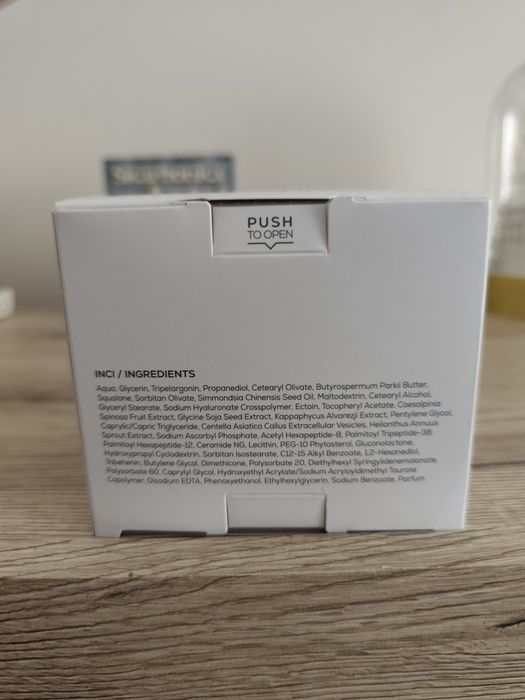 PUSH
TO OPEN
INCI / INGREDIENTS
Aqua, Glycerin, Tripelargonin, Propanediol, Cetearyl Olivate, Butyrospermum Parkii Butter,
Squalane, Sorbitan Olivate, Simmondsia Chinensis Seed Oil, Maltodextrin, Cetearyl Alcohol,
Glyceryl Stearate, Sodium Hyaluronate Crosspolymer, Ectoin, Tocopheryl Acetate, Caesalpinia
Spinosa Fruit Extract, Glycine Soja Seed Extract, Kappaphycus Alvarezii Extract, Pentylene Glycol,
Caprylic/Capric Triglyceride, Centella Asiatica Callus Extracellular Vesicles, Helianthus Annuus
Sprout Extract, Sodium Ascorbyl Phosphate, Acetyl Hexapeptide-8, Palmitoyl Tripeptide-38,
Palmitoyl Hexapeptide-12, Ceramide NG, Lecithin, PEG-10 Phytosterol, Gluconolactone,
Hydroxypropyl Cyclodextrin, Sorbitan Isostearate, C12-15 Alkyl Benzoate, 1,2-Hexanediol,
Tribehenin, Butylene Glycol, Dimethicone, Polysorbate 20, Diethylhexyl Syringylidenemalonate,
Polysorbate 60, Caprylyl Glycol, Hydroxyethyl Acrylate/Sodium Acryloyldimethyl Taurate
Copolymer, Disodium EDTA, Phenoxyethanol, Ethylhexylglycerin, Sodium Benzoate, Parfum.